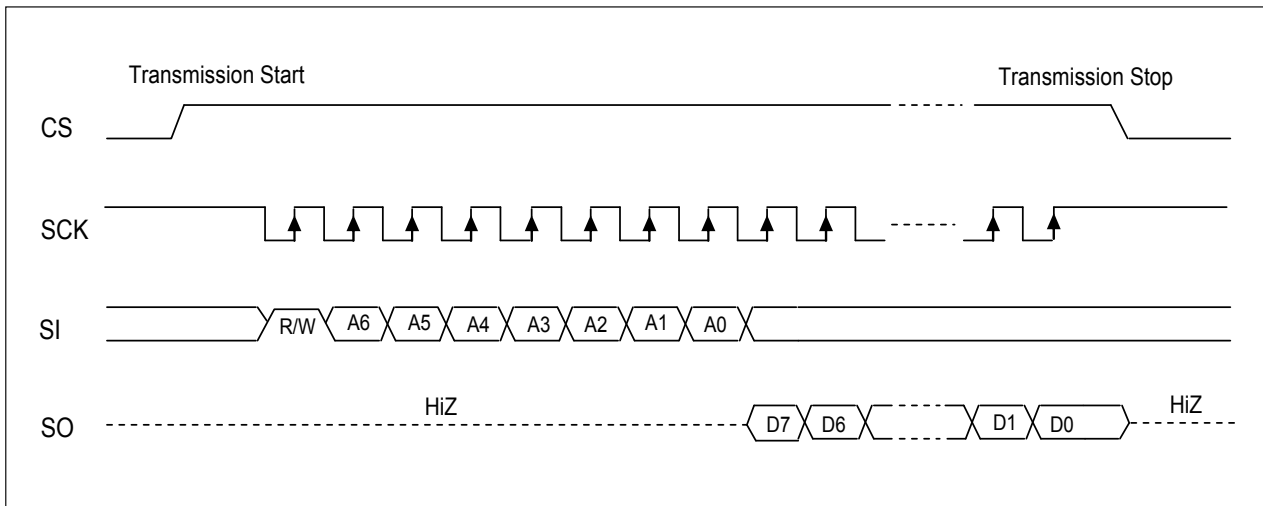 Transmission Start
Transmission Stop
CS
SCK
SI
R/W A6 A5 A4 A3 A2 A1 A0
SO
HiZ
D7 D6 D1 D0
HiZ